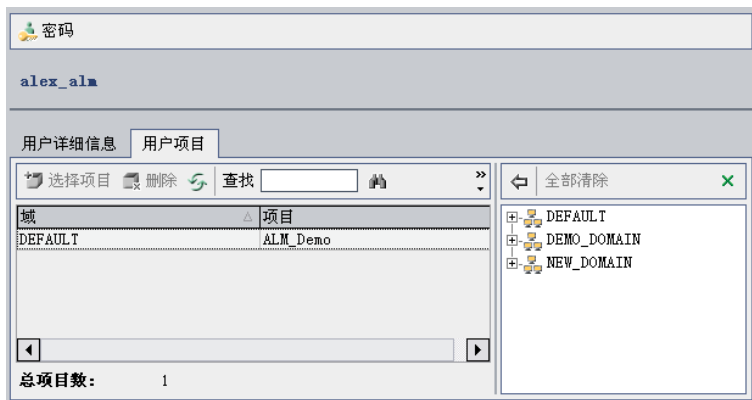 密码
alex_alm
用户详细信息 用户项目
选择项目 删除 查找 全部清除
域 项目
DEFAULT ALM_Demo
DEFAULT
DEMO_DOMAIN
NEW_DOMAIN
总项目数: 1